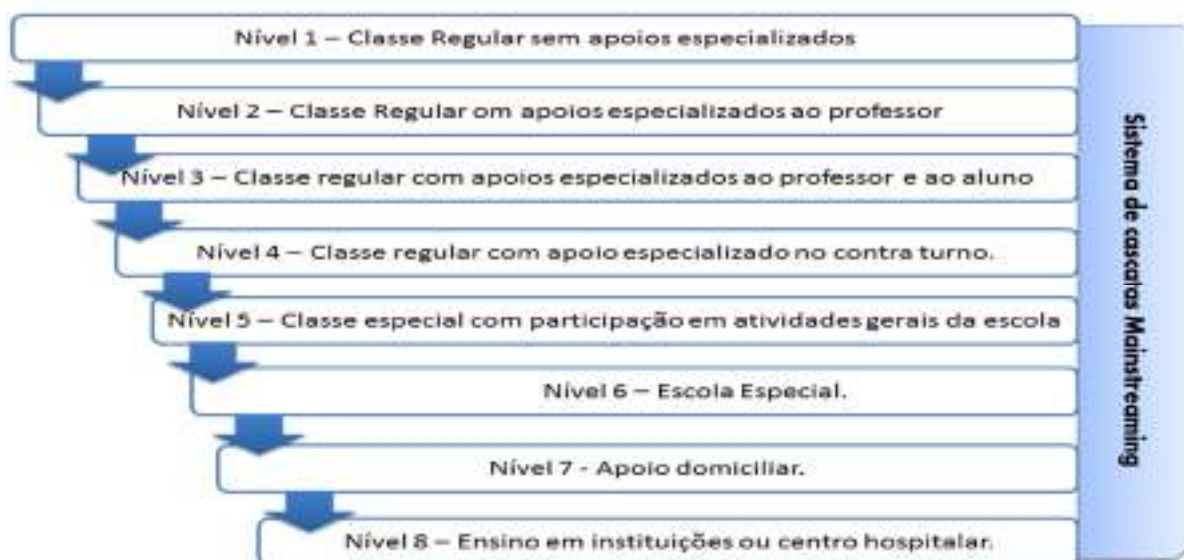 Nível 1 – Classe Regular sem apoios especializados
Nível 2 – Classe Regular om apoios especializados ao professor
Nível 3 – Classe regular com apoios especializados ao professor e ao aluno
Nível 4 – Classe regular com apoio especializado no contra turno.
Nível 5 – Classe especial com participação em atividades gerais da escola
Nível 6 – Escola Especial.
Nível 7 - Apoio domiciliar.
Nível 8 – Ensino em instituições ou centro hospitalar.
Sistema de cascatas Mainstreaming